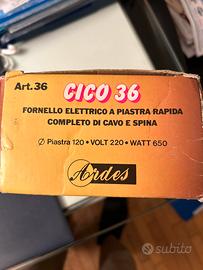 Art.36
CICO 36
FORNELLO ELETTRICO A PIASTRA RAPIDA
COMPLETO DI CAVO E SPINA
Ø Piastra 120 • VOLT 220 • WATT 650
Ardes
subito